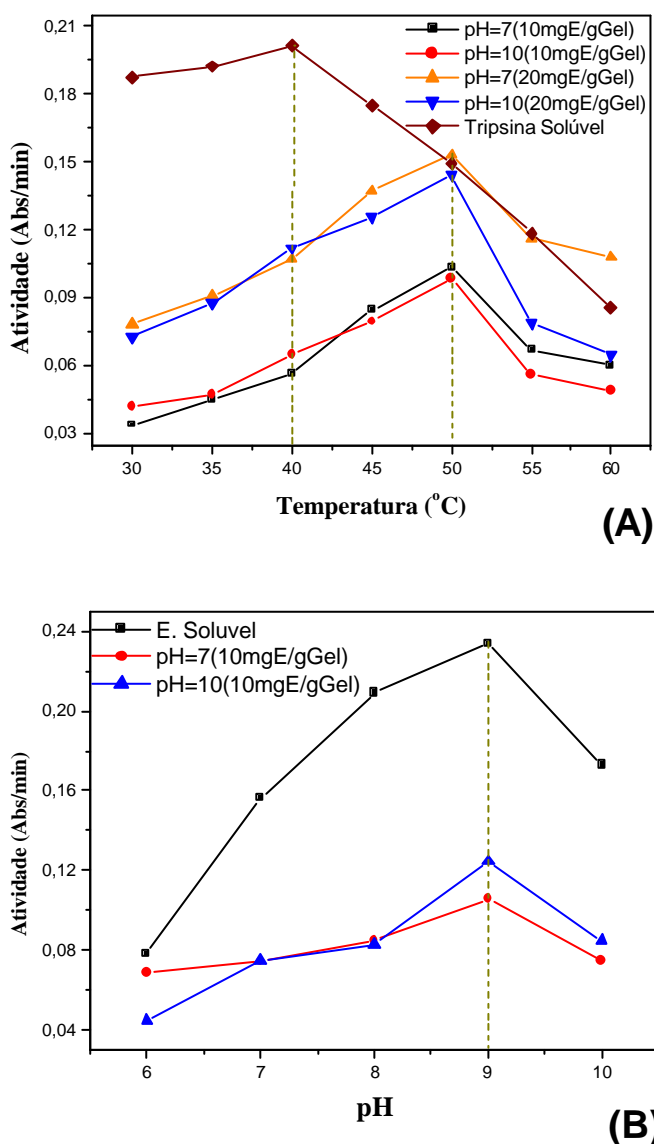 0,21
0,18
0,15
0,12
0,09
0,06
0,03
Atividade (Abs/min)
pH=7(10mgE/gGel)
pH=10(10mgE/gGel)
pH=7(20mgE/gGel)
pH=10(20mgE/gGel)
Tripsina Solúvel
30 35 40 45 50 55 60
Temperatura (°C)
(A)
0,24
0,20
0,16
0,12
0,08
0,04
Atividade (Abs/min)
E. Soluvel
pH=7(10mgE/gGel)
pH=10(10mgE/gGel)
6 7 8 9 10
pH
(B)